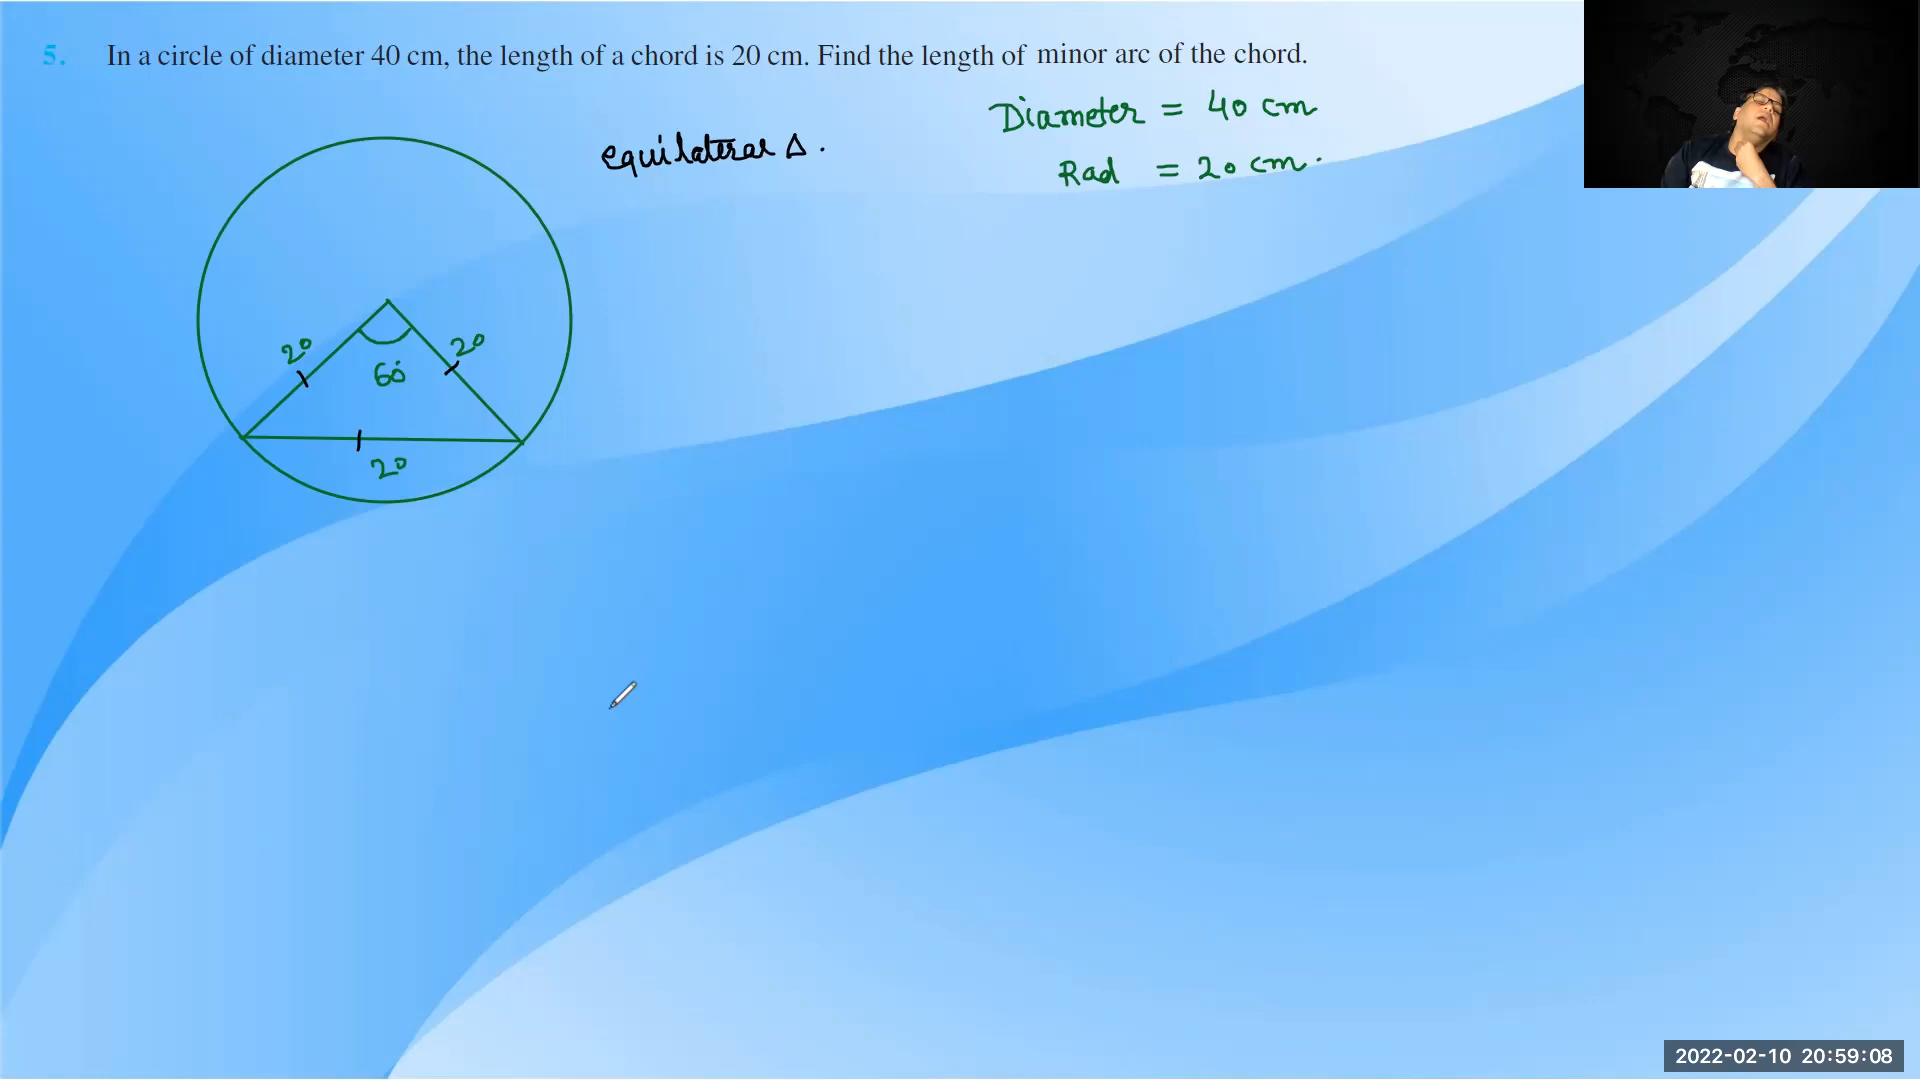 5. In a circle of diameter 40 cm, the length of a chord is 20 cm. Find the length of minor arc of the chord.
Diameter = 40 cm
equilateral Δ.
Rad = 20 cm.
20
20
60°
20
2022-02-10 20:59:08